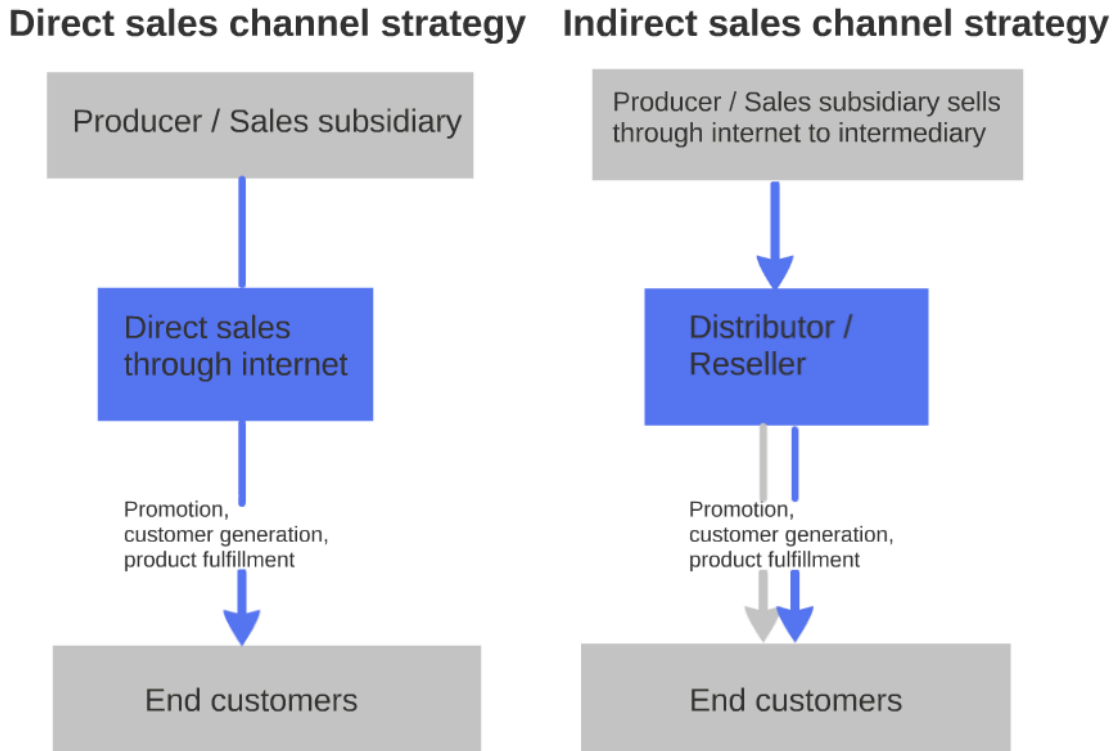 Direct sales channel strategy
Producer / Sales subsidiary
Direct sales
through internet
Promotion,
customer generation,
product fulfillment
End customers
Indirect sales channel strategy
Producer / Sales subsidiary sells
through internet to intermediary
Distributor /
Reseller
Promotion,
customer generation,
product fulfillment
End customers